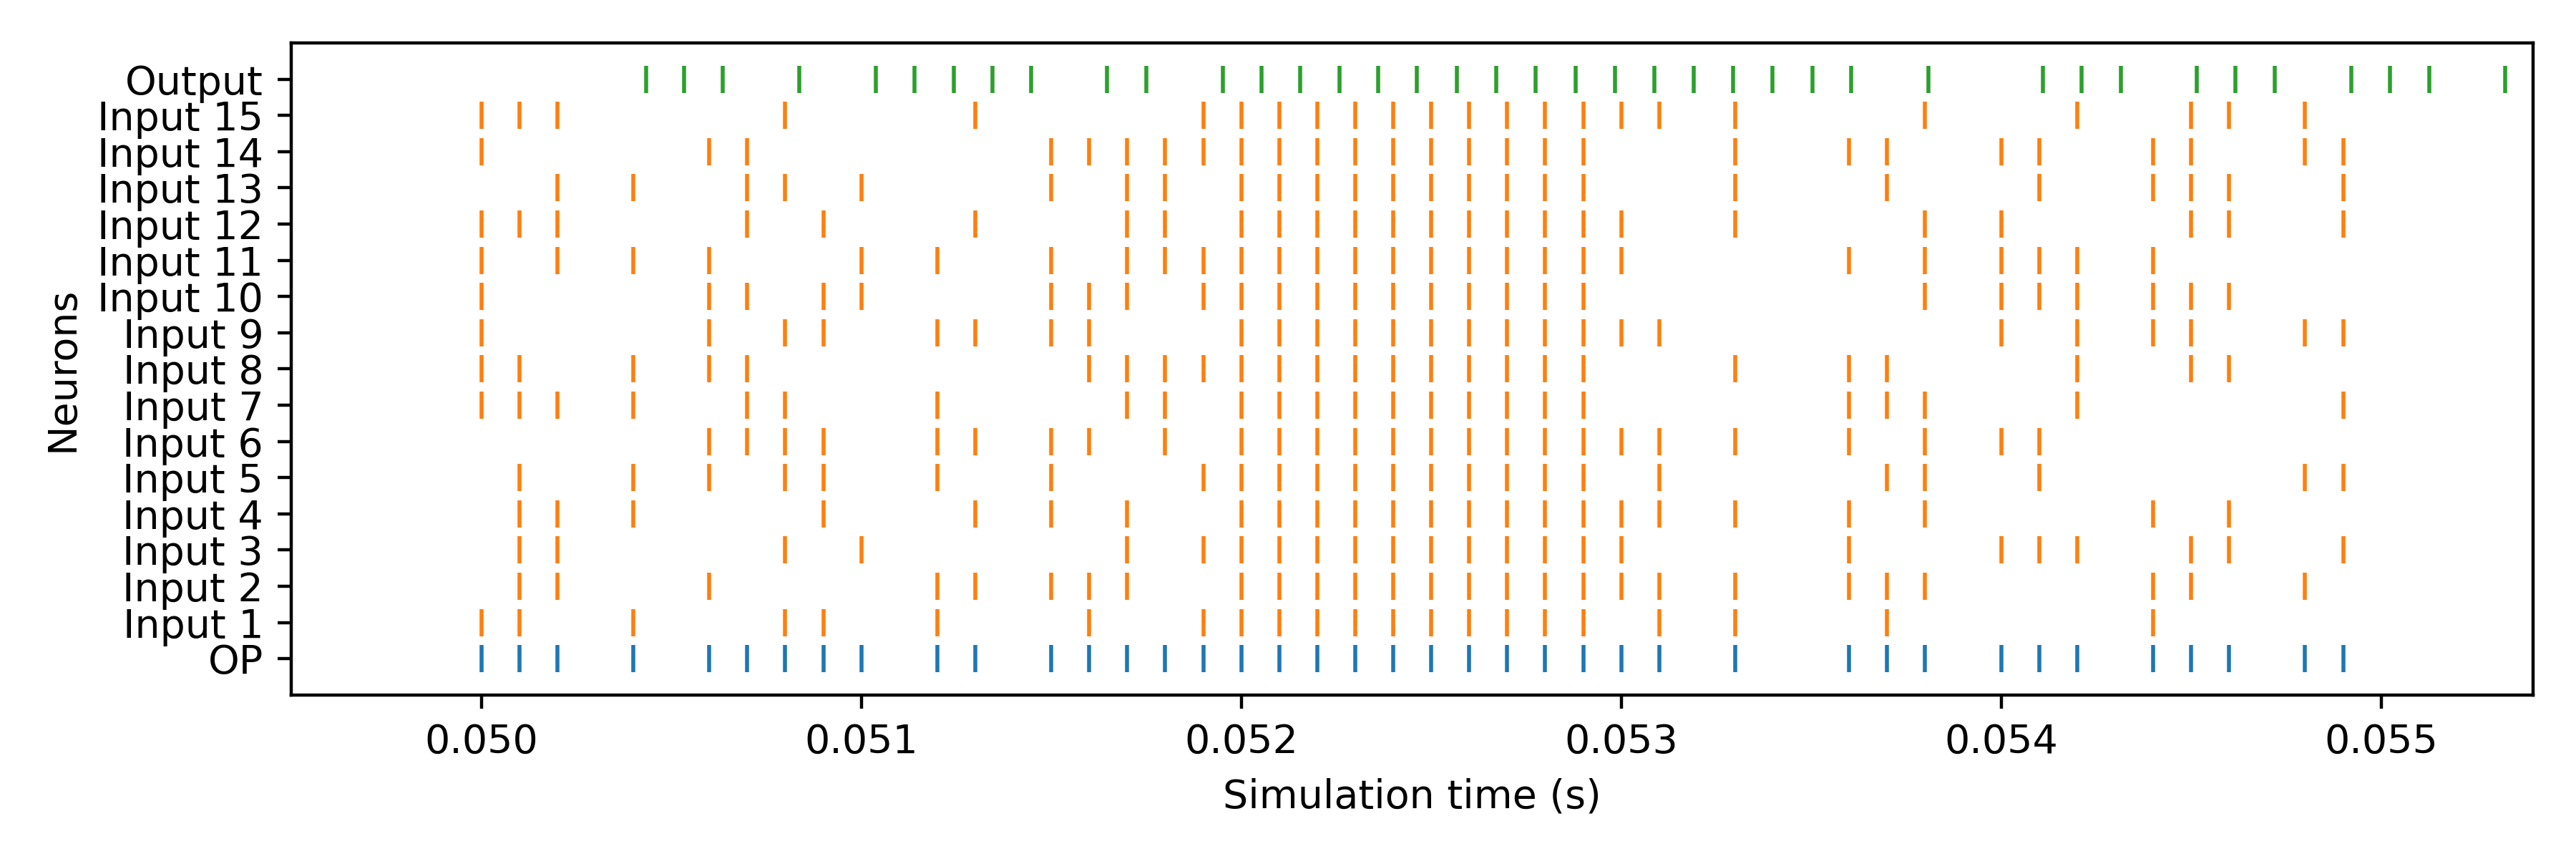 Output
Input 15
Input 14
Input 13
Input 12
Input 11
Input 10
Input 9
Input 8
Input 7
Input 6
Input 5
Input 4
Input 3
Input 2
Input 1
OP
Neurons
0.050 0.051 0.052 0.053 0.054 0.055
Simulation time (s)